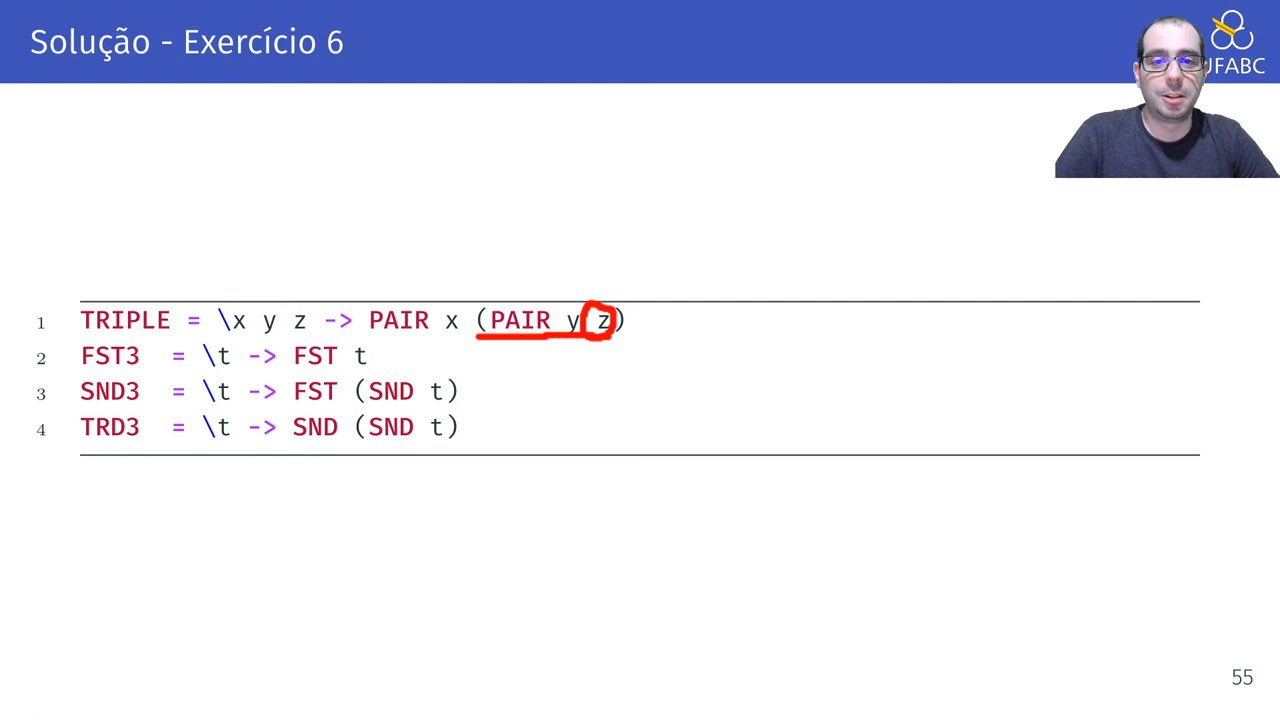 Solução - Exercício 6
UFABC
1 TRIPLE = \x y z -> PAIR x (PAIR y z)
2 FST3 = \t -> FST t
3 SND3 = \t -> FST (SND t)
4 TRD3 = \t -> SND (SND t)
55